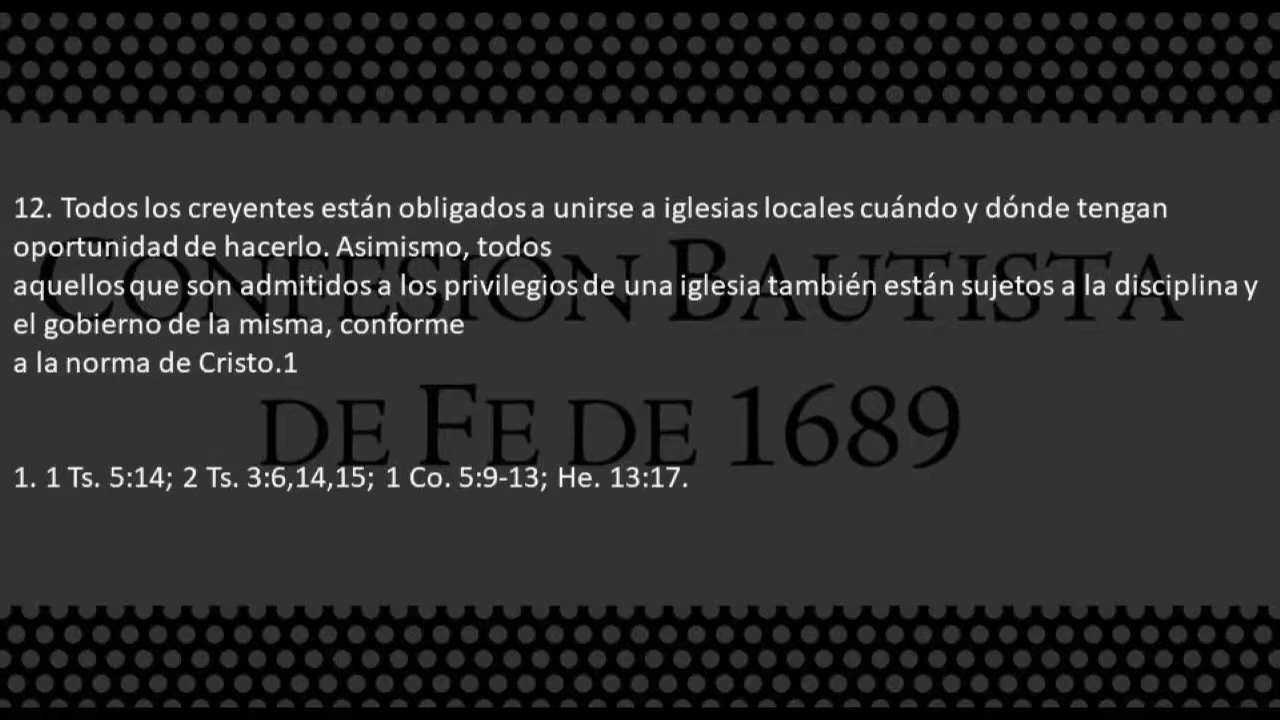 12. Todos los creyentes están obligados a unirse a iglesias locales cuándo y dónde tengan
oportunidad de hacerlo. Asimismo, todos
aquellos que son admitidos a los privilegios de una iglesia también están sujetos a la disciplina y
el gobierno de la misma, conforme
a la norma de Cristo.1
CONFESIÓN BAUTISTA
DE FE DE 1689
1. 1 Ts. 5:14; 2 Ts. 3:6,14,15; 1 Co. 5:9-13; He. 13:17.